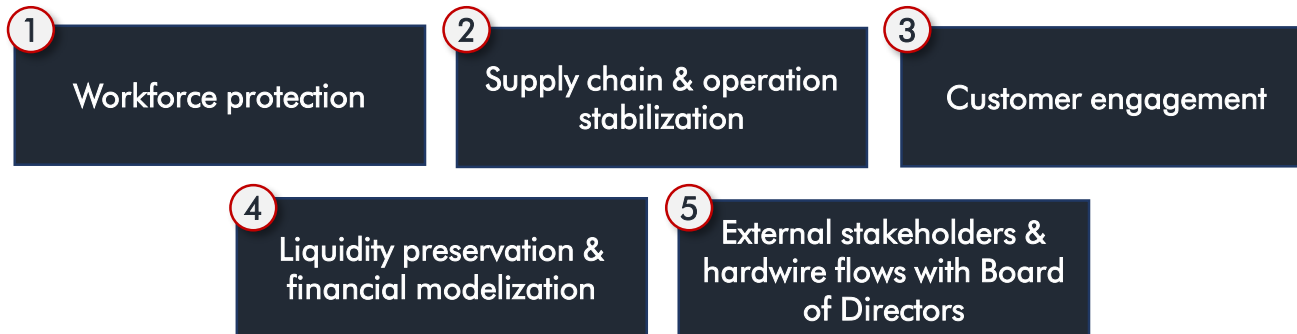 1
Workforce protection
2
Supply chain & operation
stabilization
3
Customer engagement
4
Liquidity preservation &
financial modelization
5
External stakeholders &
hardwire flows with Board
of Directors